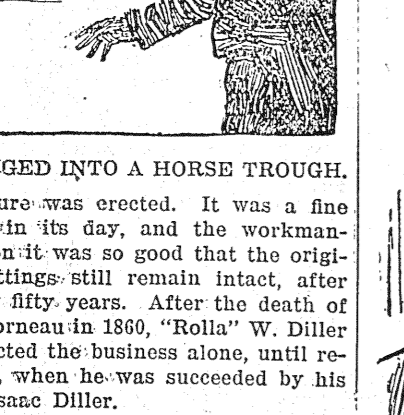 GED INTO A HORSE TROUGH.
ure was erected. It was a fine
in its day, and the workman-
n it was so good that the origi-
ttings still remain intact, after
fifty years. After the death of
orneau in 1860, "Rolla" W. Diller
cted the business alone, until re-
, when he was succeeded by his
saac Diller.